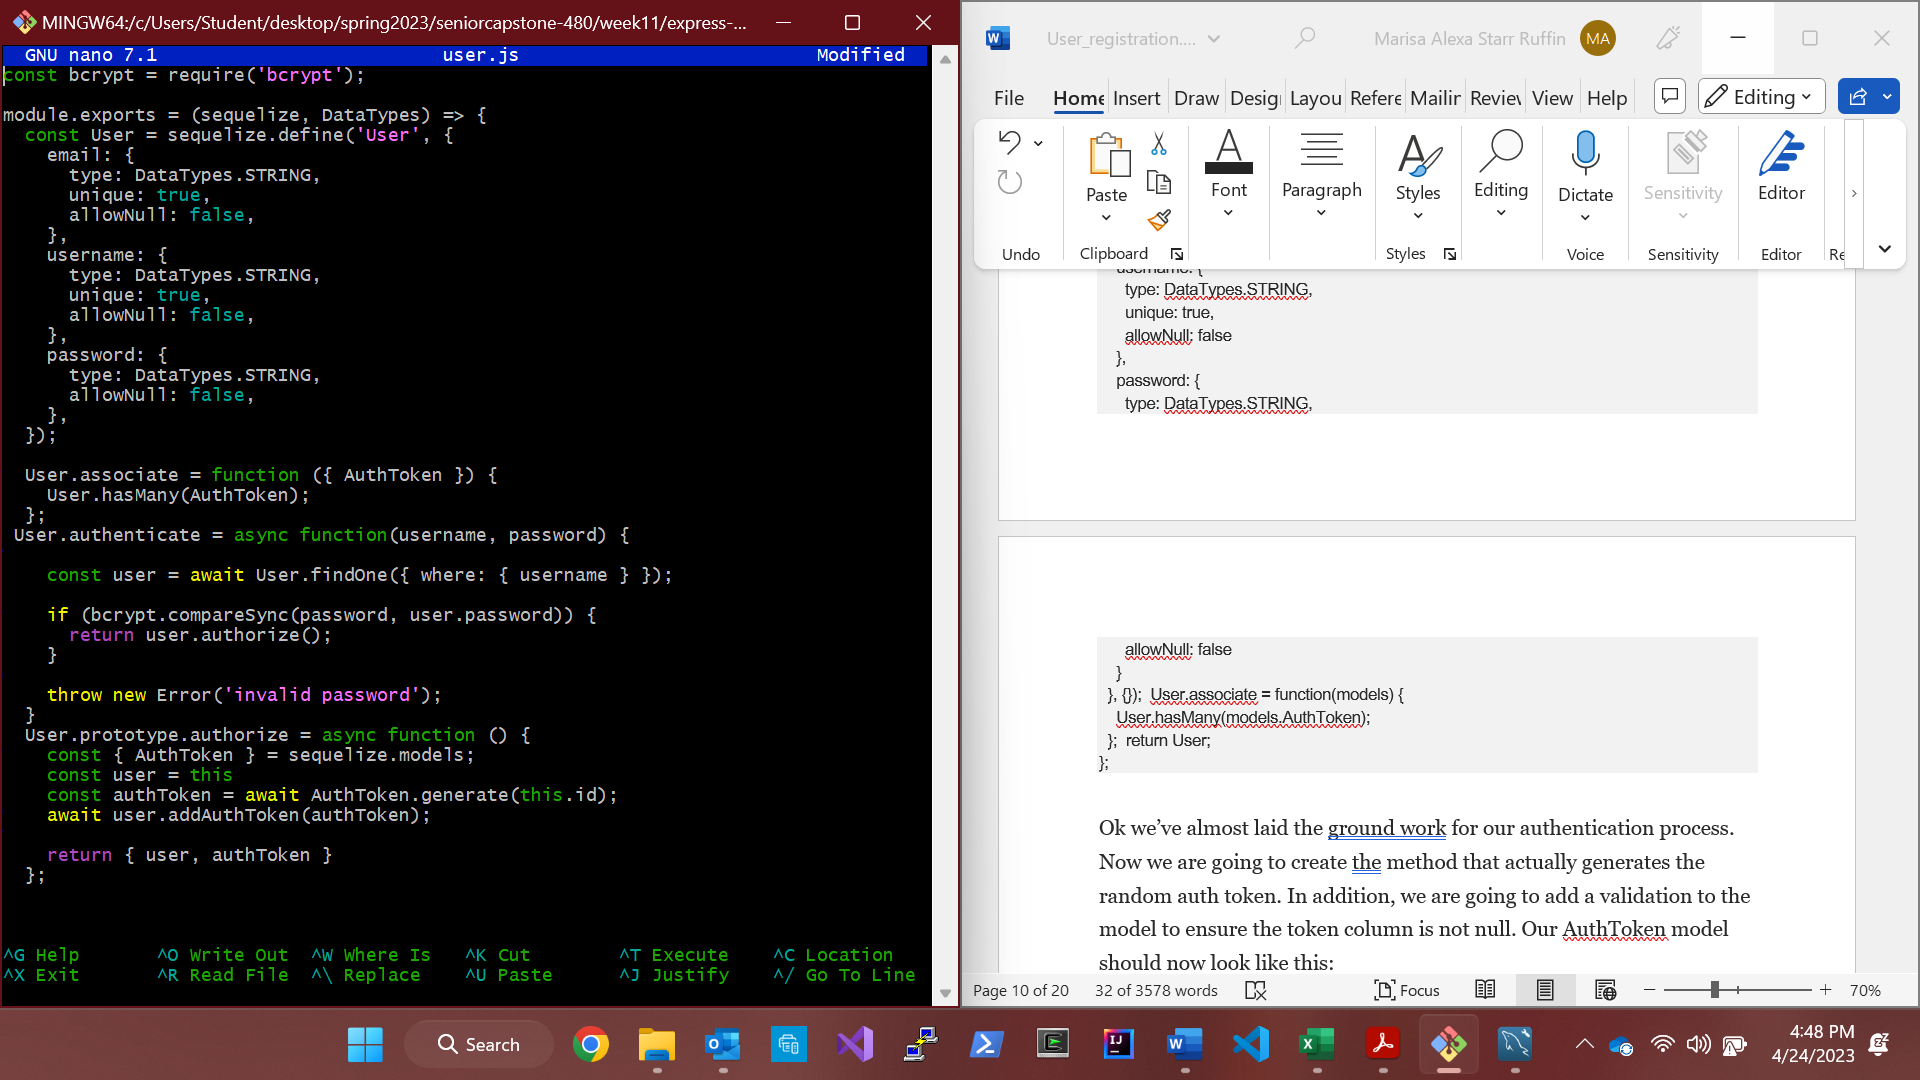 MINGW64:/c/Users/Student/desktop/spring2023/seniorcapstone-480/week11/express-...
GNU nano 7.1 user.js Modified
const bcrypt = require('bcrypt');
module.exports = (sequelize, DataTypes) => {
const User = sequelize.define('User', {
email: {
type: DataTypes.STRING,
unique: true,
allowNull: false,
},
username: {
type: DataTypes.STRING,
unique: true,
allowNull: false,
},
password: {
type: DataTypes.STRING,
allowNull: false,
},
});
User.associate = function ({ AuthToken }) {
User.hasMany(AuthToken);
};
User.authenticate = async function(username, password) {
const user = await User.findOne({ where: { username } });
if (bcrypt.compareSync(password, user.password)) {
return user.authorize();
}
throw new Error('invalid password');
}
User.prototype.authorize = async function () {
const { AuthToken } = sequelize.models;
const user = this
const authToken = await AuthToken.generate(this.id);
await user.addAuthToken(authToken);
return { user, authToken }
};
^G Help ^O Write Out ^W Where Is ^K Cut ^T Execute ^C Location
^X Exit ^R Read File ^\ Replace ^U Paste ^J Justify ^/ Go To Line
W User_registration.... Marisa Alexa Starr Ruffin MA
File Home Insert Draw Desig Layou Refere Mailin Review View Help Editing
Paste Font Paragraph Styles Editing Dictate Sensitivity Editor
Undo Clipboard Styles Voice Sensitivity Editor Re
username: {
type: DataTypes.STRING,
unique: true,
allowNull: false
},
password: {
type: DataTypes.STRING,
allowNull: false
}
}, {}); User.associate = function(models) {
User.hasMany(models.AuthToken);
}; return User;
};
Ok we’ve almost laid the ground work for our authentication process.
Now we are going to create the method that actually generates the
random auth token. In addition, we are going to add a validation to the
model to ensure the token column is not null. Our AuthToken model
should now look like this:
Page 10 of 20 32 of 3578 words Focus 70%
Search
4:48 PM
4/24/2023